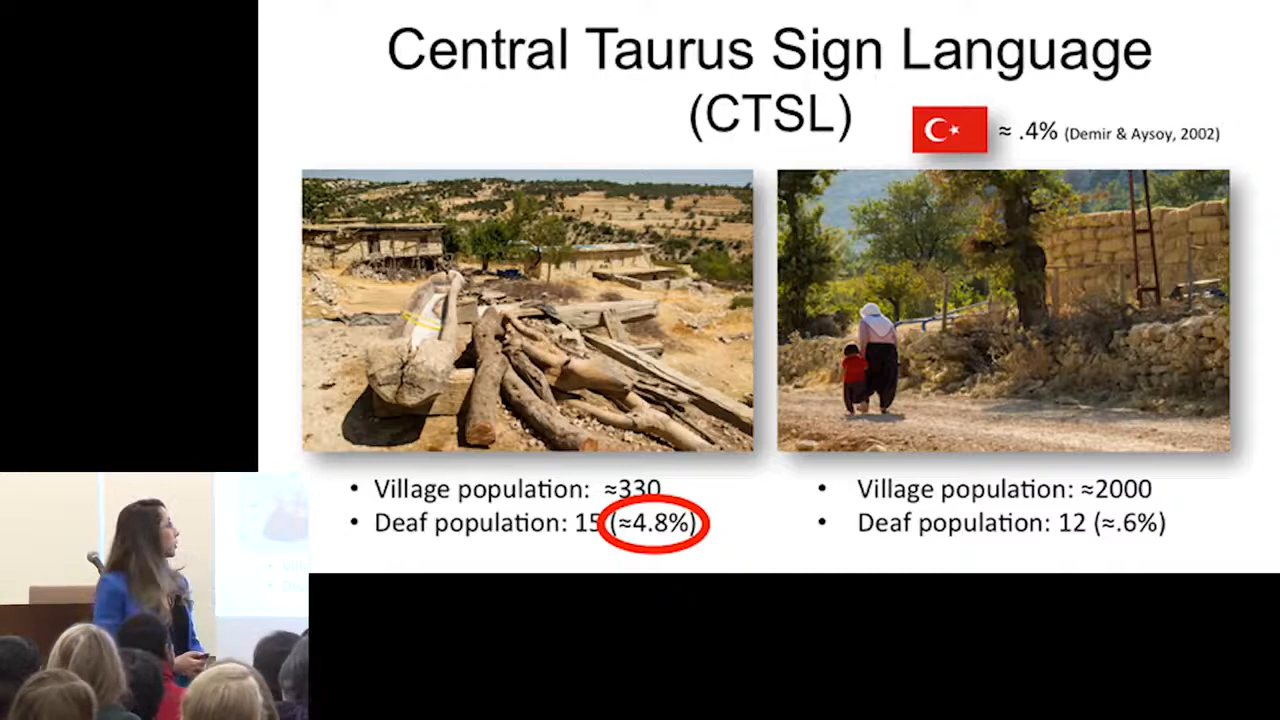 Central Taurus Sign Language
(CTSL)
≈ .4% (Demir & Aysoy, 2002)
• Village population: ≈330
• Deaf population: 15 (≈4.8%)
• Village population: ≈2000
• Deaf population: 12 (≈.6%)